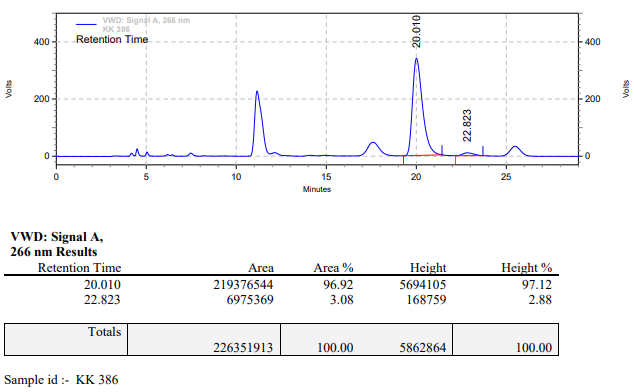 VWD: Signal A, 266 nm
KK 386
Retention Time
20.010
22.823
400
200
0
Volts
400
200
0
Volts
0
5
10
15
20
25
Minutes
VWD: Signal A,
266 nm Results
Retention Time Area Area % Height Height %
20.010 219376544 96.92 5694105 97.12
22.823 6975369 3.08 168759 2.88
Totals
226351913 100.00 5862864 100.00
Sample id :- KK 386